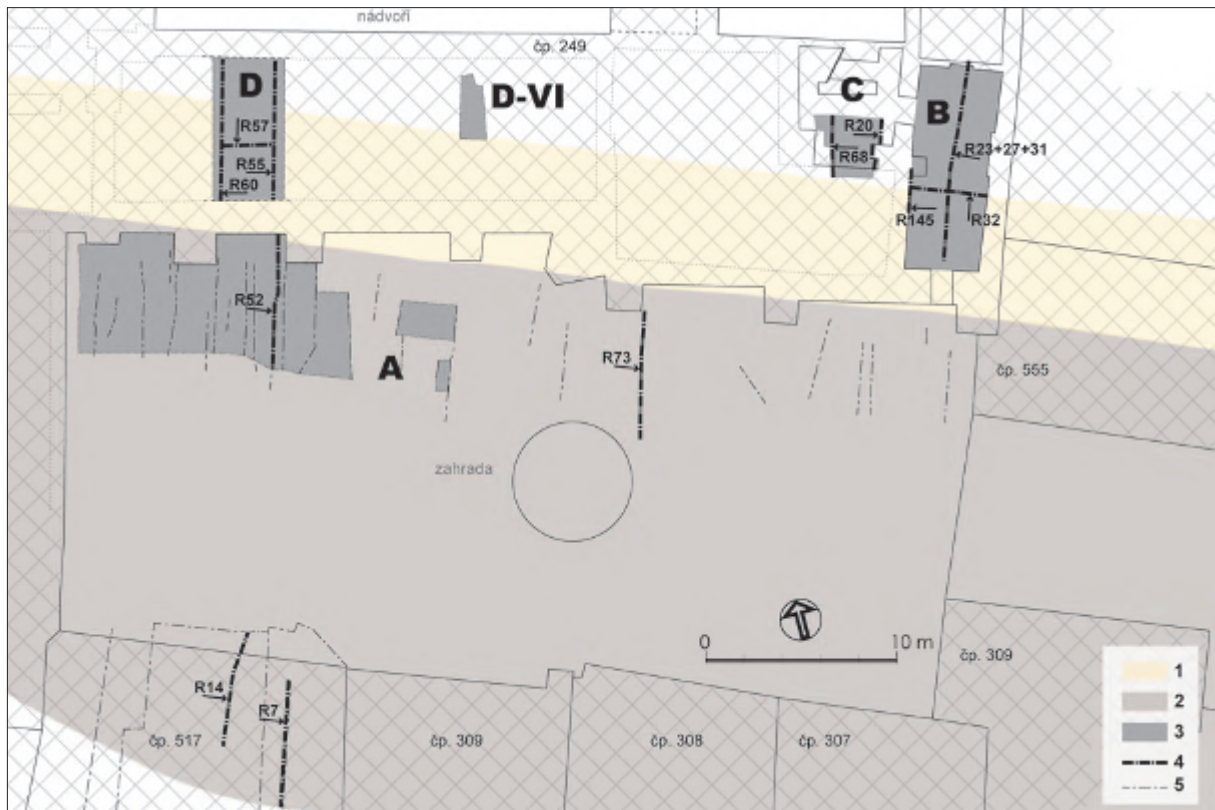 nádvoří
čp. 249
D
D-VI
C
B
R57
R20
R23+27+31
R55
R68
R60
R145
R32
R52
R73
A
čp. 555
zahrada
0
10 m
čp. 309
R14
R7
čp. 517
čp. 309
čp. 308
čp. 307
1
2
3
4
5